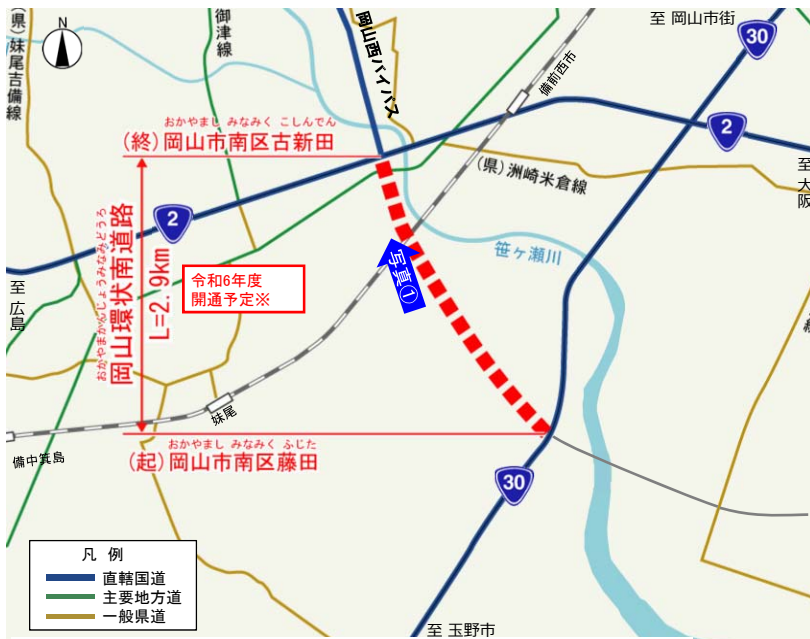 (県)妹尾吉備線
N
御津線
岡山西バイパス
至 岡山市街
30
備前西市
おかやまし みなみく こしんでん
(終)岡山市南区古新田
2
(県)洲崎米倉線
至 大阪
2
笹ヶ瀬川
写真①
おかやまかんじょうみなみどうろ
岡山環状南道路
L=2.9km
令和6年度
開通予定※
至 広島
線
妹尾
備中箕島
おかやまし みなみく ふじた
(起)岡山市南区藤田
30
凡 例
直轄国道
主要地方道
一般県道
至 玉野市